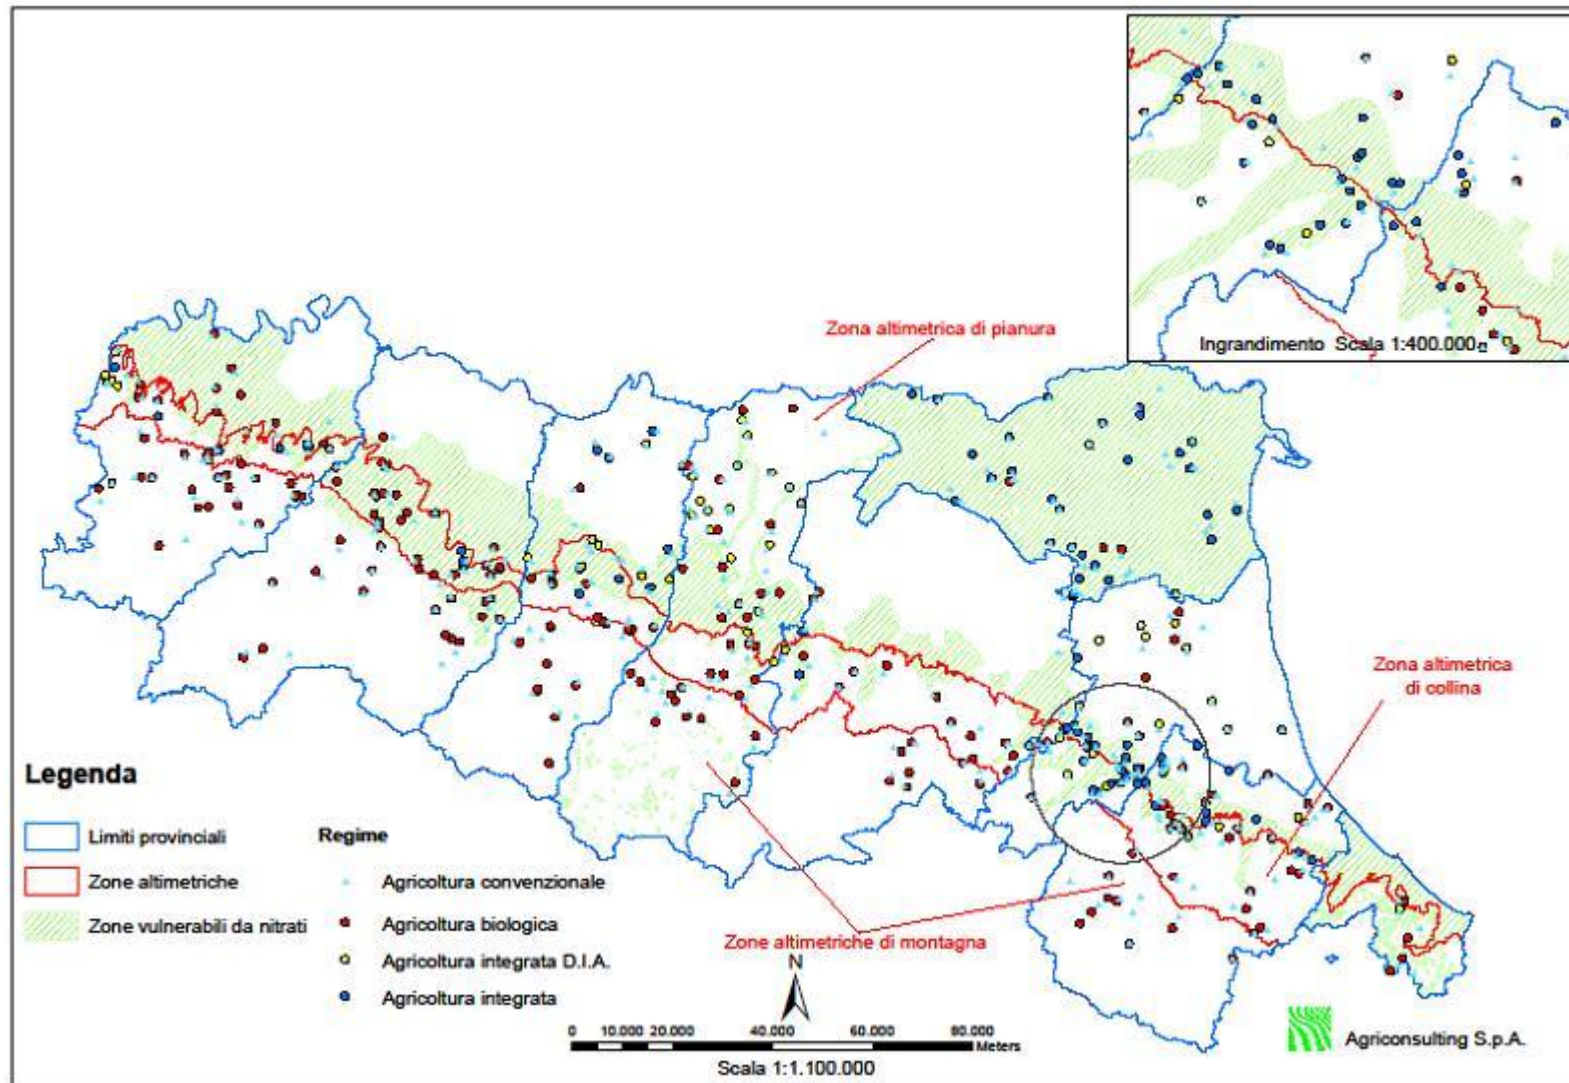 Ingrandimento Scala 1:400.000
Zona altimetrica di pianura
Zona altimetrica
di collina
Zone altimetriche di montagna
Legenda
Limiti provinciali
Zone altimetriche
Zone vulnerabili da nitrati
Regime
Agricoltura convenzionale
Agricoltura biologica
Agricoltura integrata D.I.A.
Agricoltura integrata
N
0 10.000 20.000 40.000 60.000 80.000
Meters
Scala 1:1.100.000
Agriconsulting S.p.A.